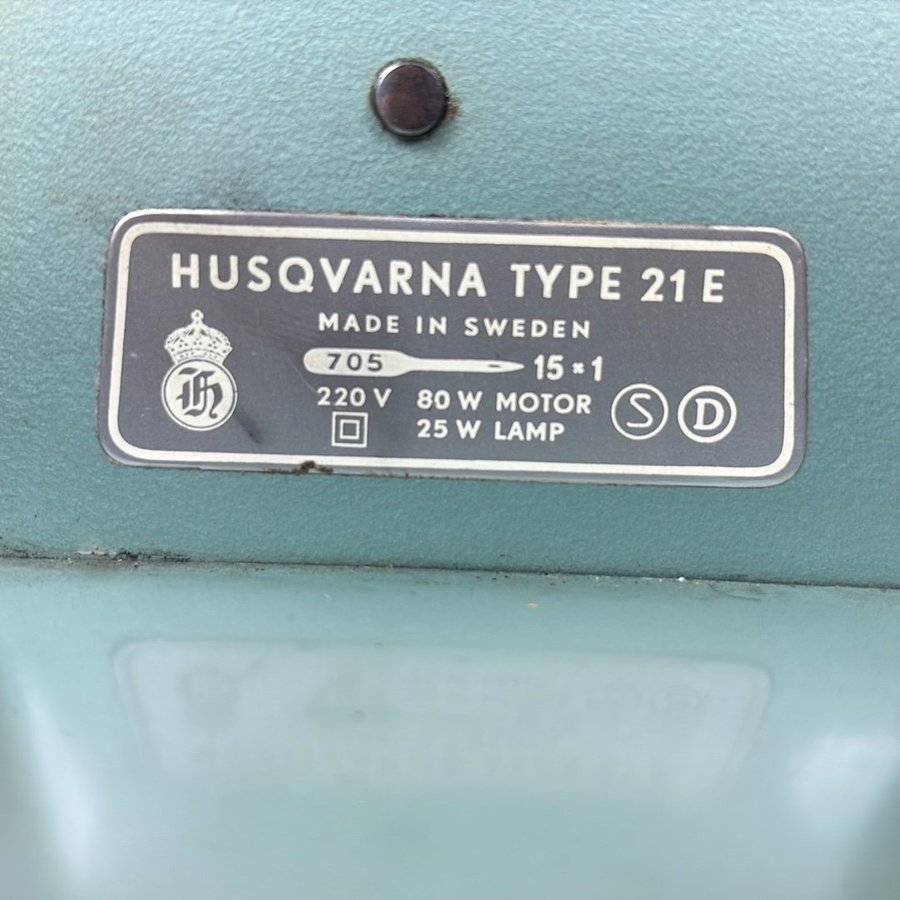 HUSQVARNA TYPE 21 E
MADE IN SWEDEN
705 15×1
220 V 80 W MOTOR
25 W LAMP
H
S D